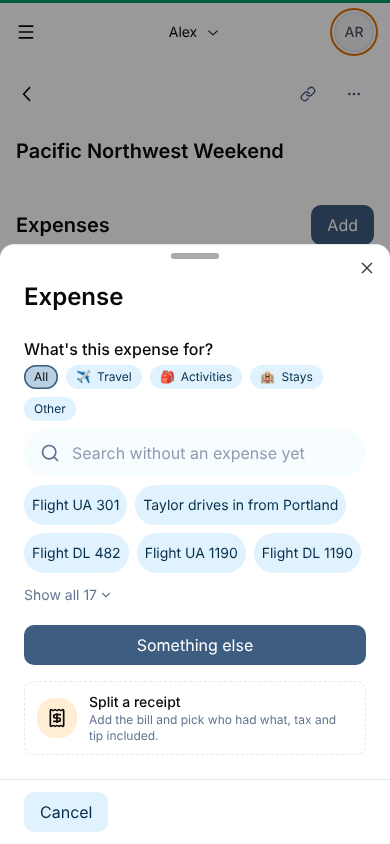 Alex
AR
Pacific Northwest Weekend
Expenses
Add
Expense
What's this expense for?
All
✈️ Travel
🎒 Activities
🏨 Stays
Other
Search without an expense yet
Flight UA 301
Taylor drives in from Portland
Flight DL 482
Flight UA 1190
Flight DL 1190
Show all 17
Something else
Split a receipt
Add the bill and pick who had what, tax and
tip included.
Cancel